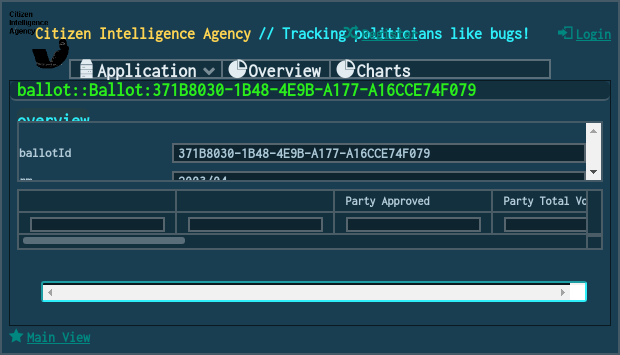 Citizen
Intelligence
Agency
Citizen Intelligence Agency // Tracking politicians like bugs!
Login
Application
Overview
Charts
ballot::Ballot:371B8030-1B48-4E9B-A177-A16CCE74F079
overview
ballotId
371B8030-1B48-4E9B-A177-A16CCE74F079
rm
2003/04
Party Approved
Party Total Vo
Main View